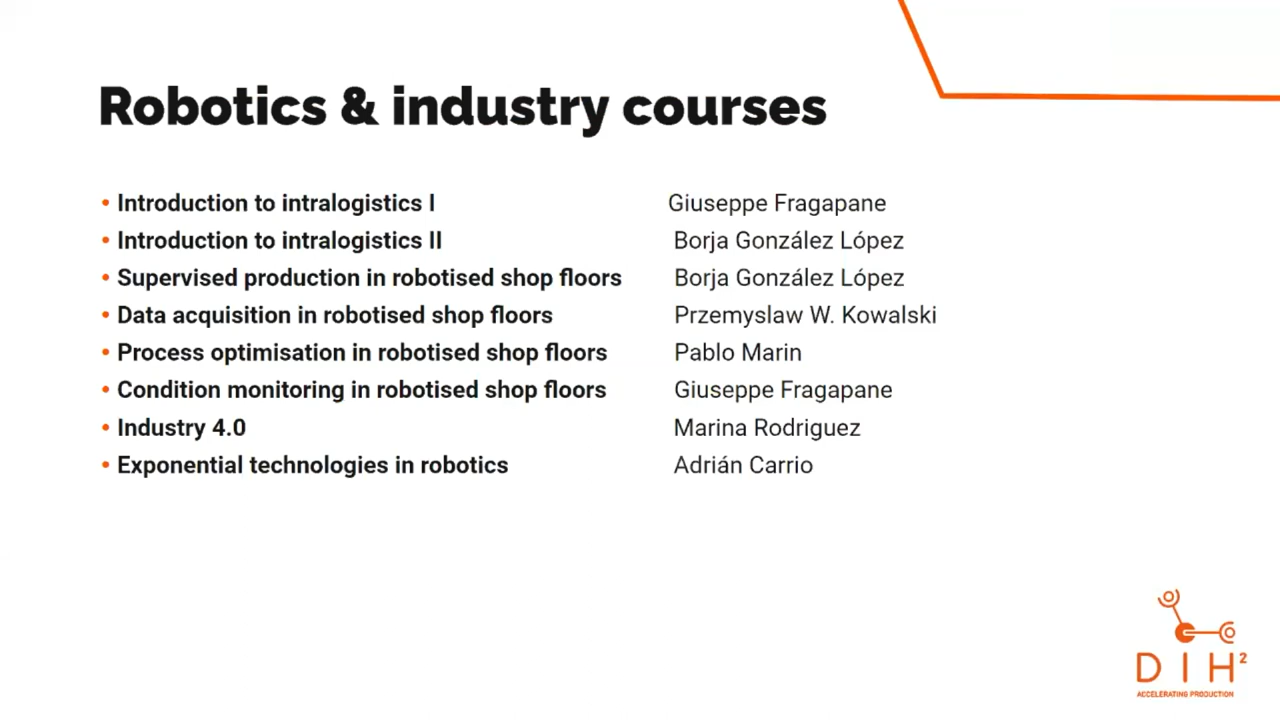 Robotics & industry courses
• Introduction to intralogistics I Giuseppe Fragapane
• Introduction to intralogistics II Borja González López
• Supervised production in robotised shop floors Borja González López
• Data acquisition in robotised shop floors Przemyslaw W. Kowalski
• Process optimisation in robotised shop floors Pablo Marin
• Condition monitoring in robotised shop floors Giuseppe Fragapane
• Industry 4.0 Marina Rodriguez
• Exponential technologies in robotics Adrián Carrio
DIH²
ACCELERATING PRODUCTION